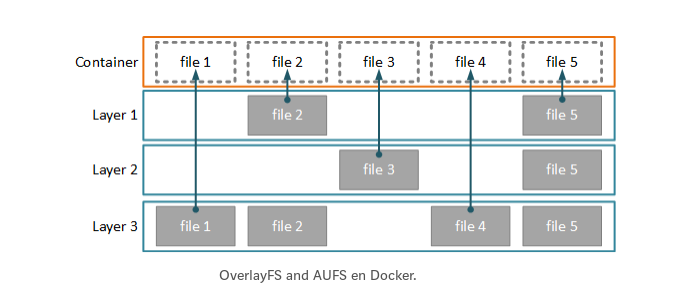 Container file 1 file 2 file 3 file 4 file 5
Layer 1 file 2 file 5
Layer 2 file 3 file 5
Layer 3 file 1 file 2 file 4 file 5
OverlayFS and AUFS en Docker.